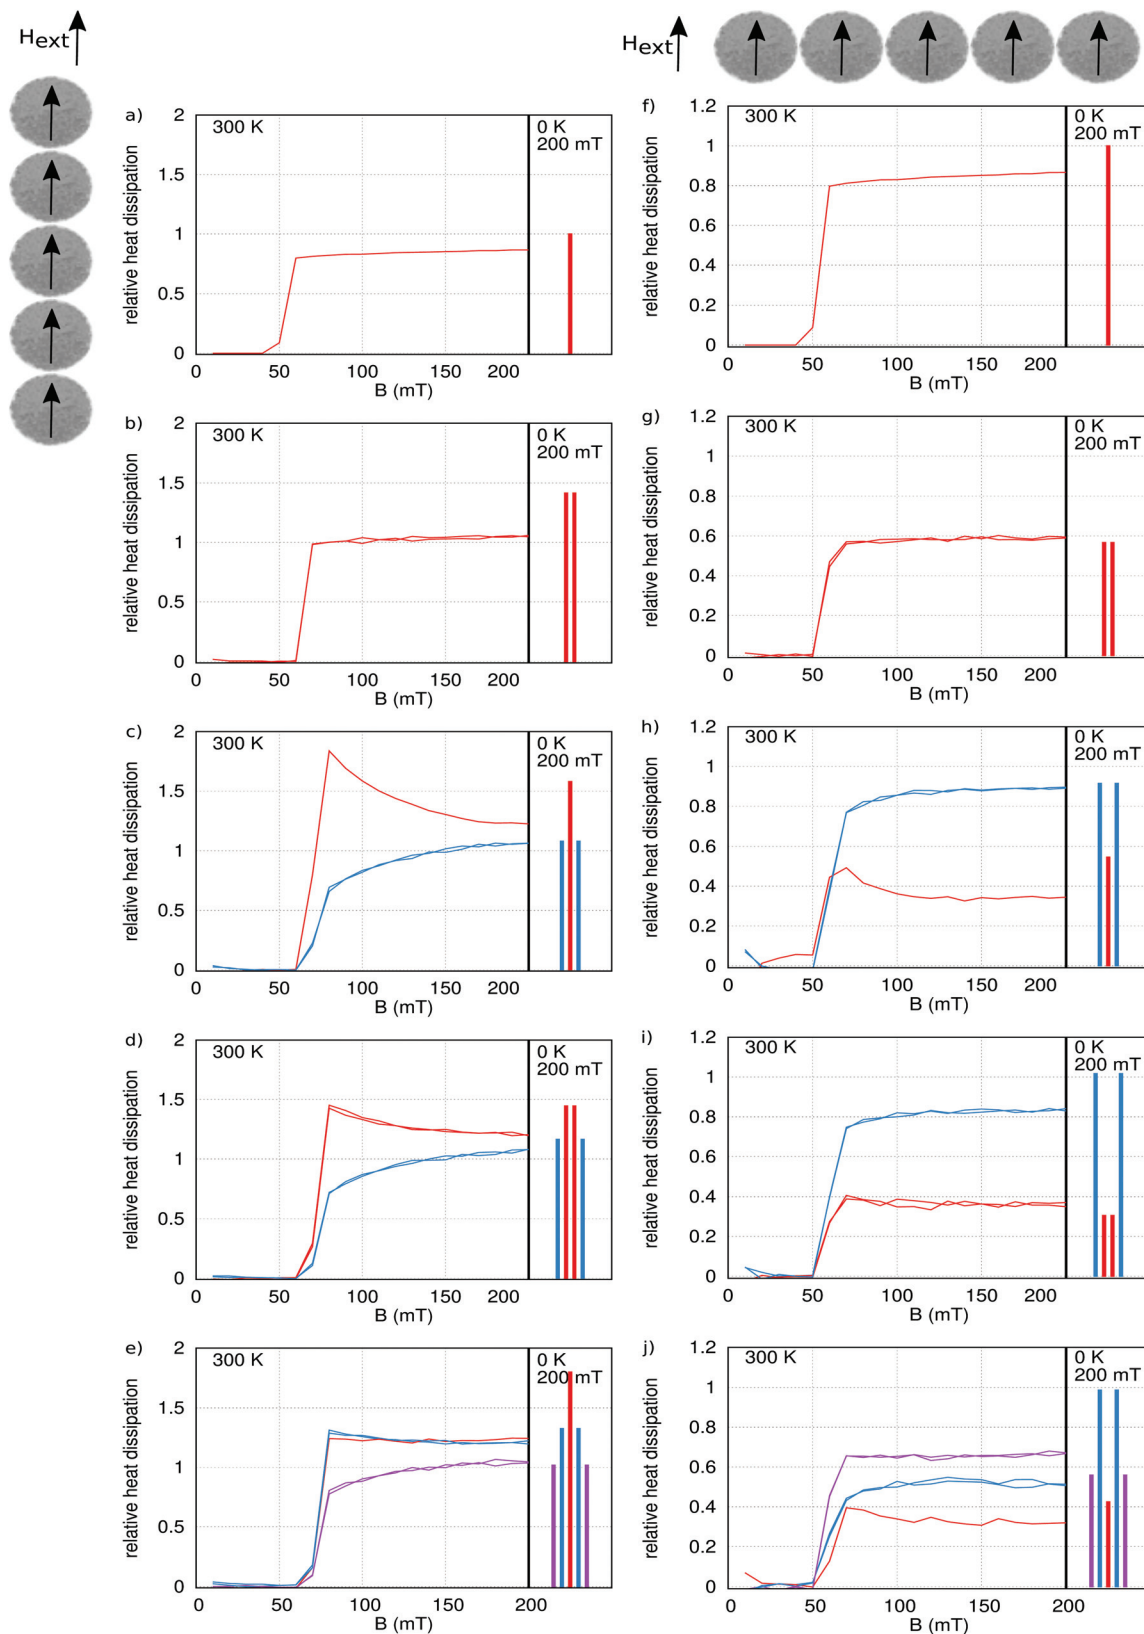 Hext
Hext
a)
300 K
0 K
200 mT
relative heat dissipation
2
1.5
1
0.5
0
0 50 100 150 200
B (mT)
f)
300 K
0 K
200 mT
relative heat dissipation
1.2
1
0.8
0.6
0.4
0.2
0
0 50 100 150 200
B (mT)
b)
300 K
0 K
200 mT
relative heat dissipation
2
1.5
1
0.5
0
0 50 100 150 200
B (mT)
g)
300 K
0 K
200 mT
relative heat dissipation
1.2
1
0.8
0.6
0.4
0.2
0
0 50 100 150 200
B (mT)
c)
300 K
0 K
200 mT
relative heat dissipation
2
1.5
1
0.5
0
0 50 100 150 200
B (mT)
h)
300 K
0 K
200 mT
relative heat dissipation
1.2
1
0.8
0.6
0.4
0.2
0
0 50 100 150 200
B (mT)
d)
300 K
0 K
200 mT
relative heat dissipation
2
1.5
1
0.5
0
0 50 100 150 200
B (mT)
i)
300 K
0 K
200 mT
relative heat dissipation
1.2
1
0.8
0.6
0.4
0.2
0
0 50 100 150 200
B (mT)
e)
300 K
0 K
200 mT
relative heat dissipation
2
1.5
1
0.5
0
0 50 100 150 200
B (mT)
j)
300 K
0 K
200 mT
relative heat dissipation
1.2
1
0.8
0.6
0.4
0.2
0
0 50 100 150 200
B (mT)